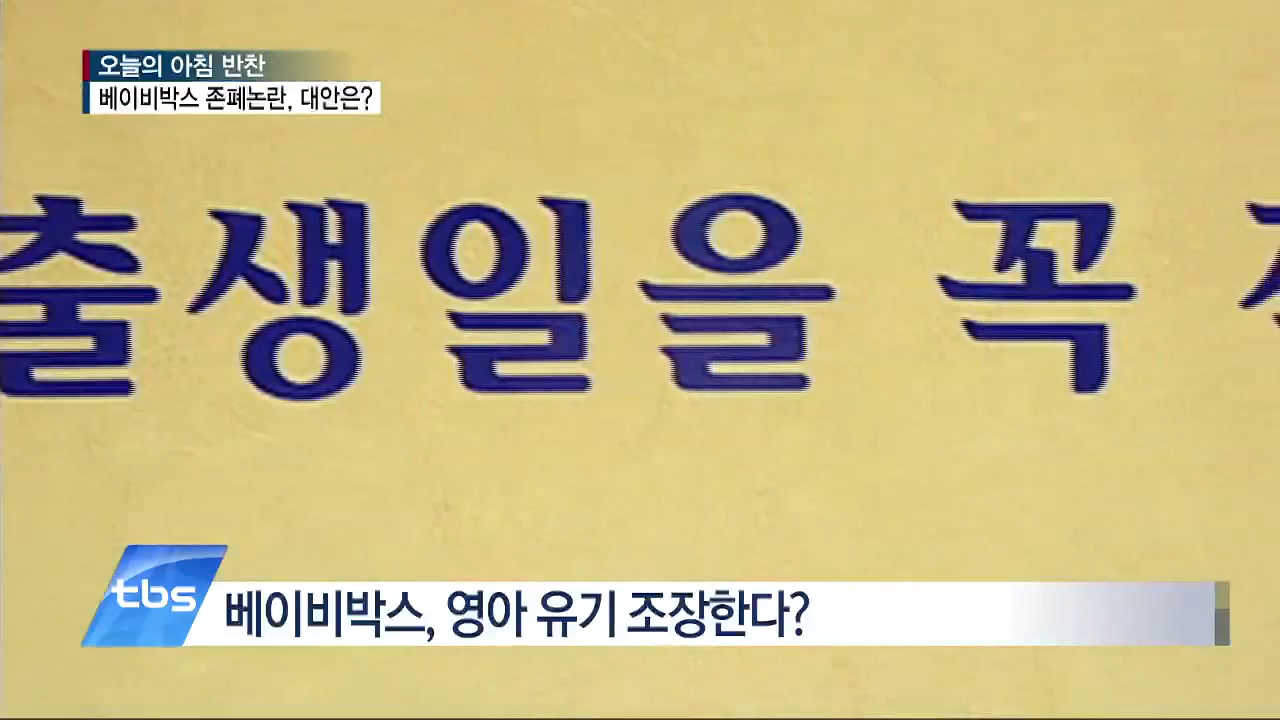 오늘의 아침 반찬
베이비박스 존폐논란, 대안은?
출생일을 꼭
tbs
베이비박스, 영아 유기 조장한다?